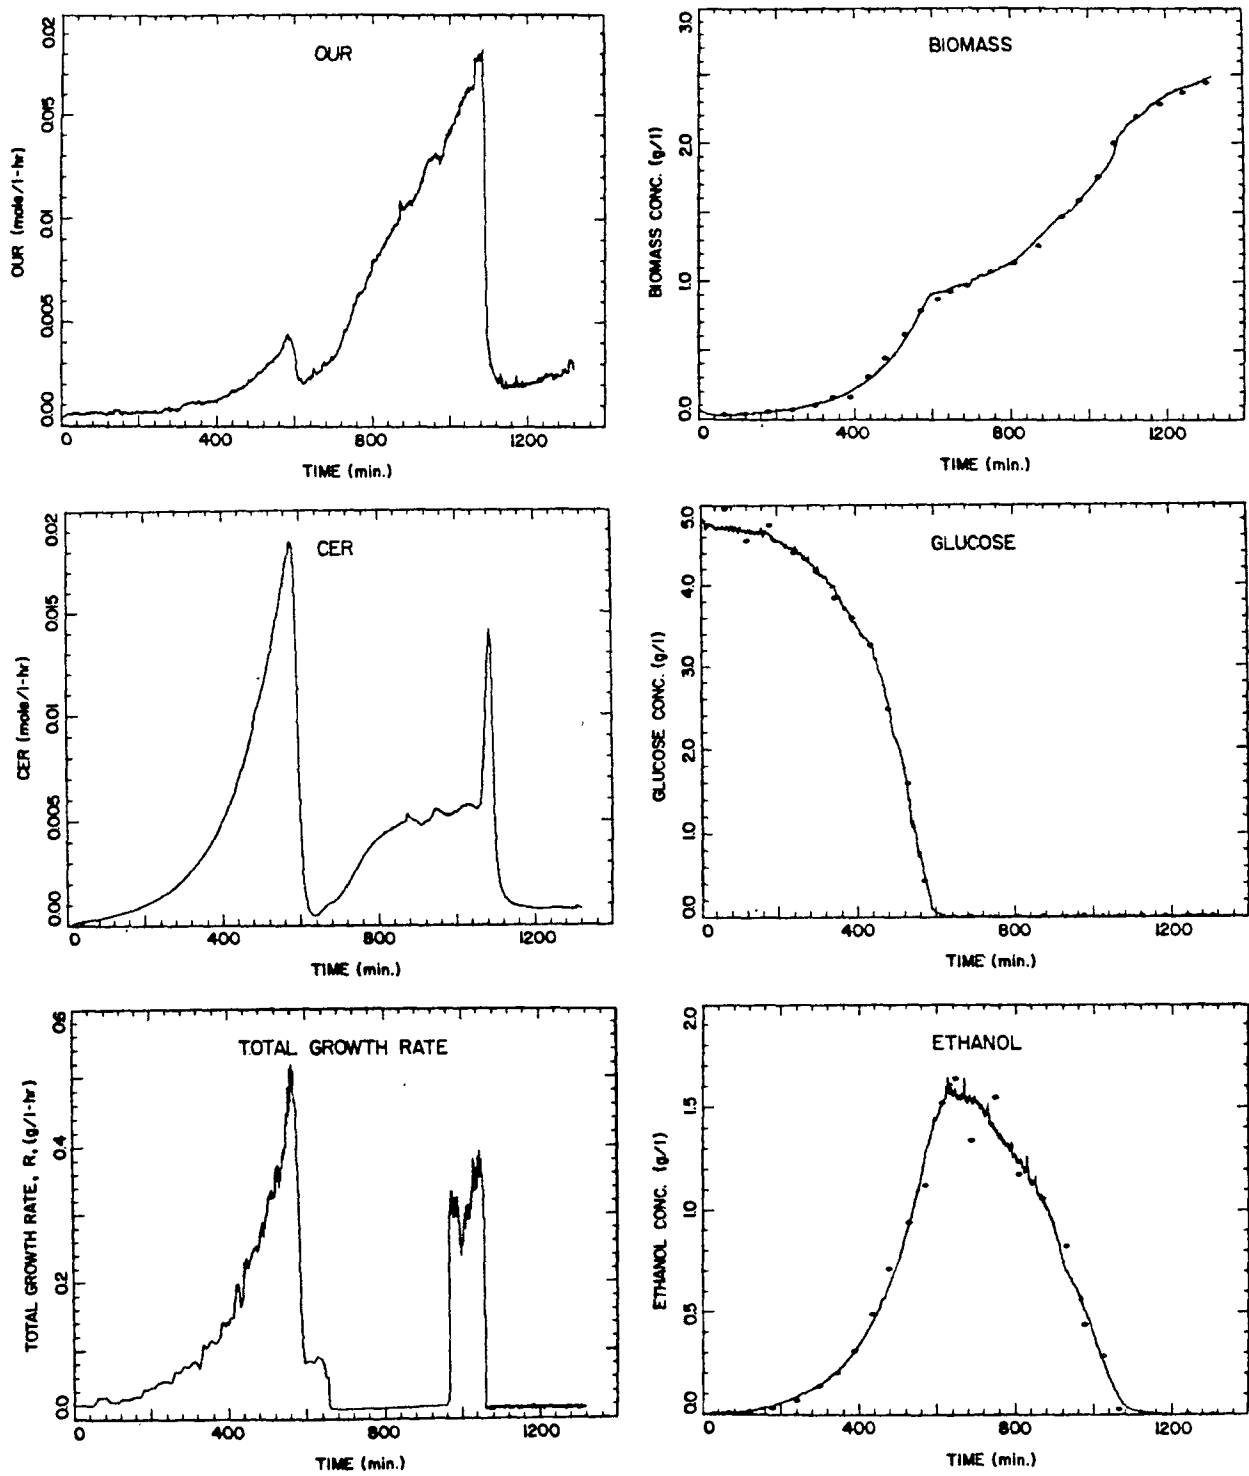 OUR
OUR (mole/l-hr)
0.02
0.015
0.01
0.005
0.00
0 400 800 1200
TIME (min.)
BIOMASS
BIOMASS CONC. (g/l)
3.0
2.0
1.0
0.0
0 400 800 1200
TIME (min.)
CER
CER (mole/l-hr)
0.02
0.015
0.01
0.005
0.00
0 400 800 1200
TIME (min.)
GLUCOSE
GLUCOSE CONC. (g/l)
5.0
4.0
3.0
2.0
1.0
0.0
0 400 800 1200
TIME (min.)
TOTAL GROWTH RATE
TOTAL GROWTH RATE, R, (g/l-hr)
0.6
0.4
0.2
0.0
0 400 800 1200
TIME (min.)
ETHANOL
ETHANOL CONC. (g/l)
2.0
1.5
1.0
0.5
0.0
0 400 800 1200
TIME (min.)